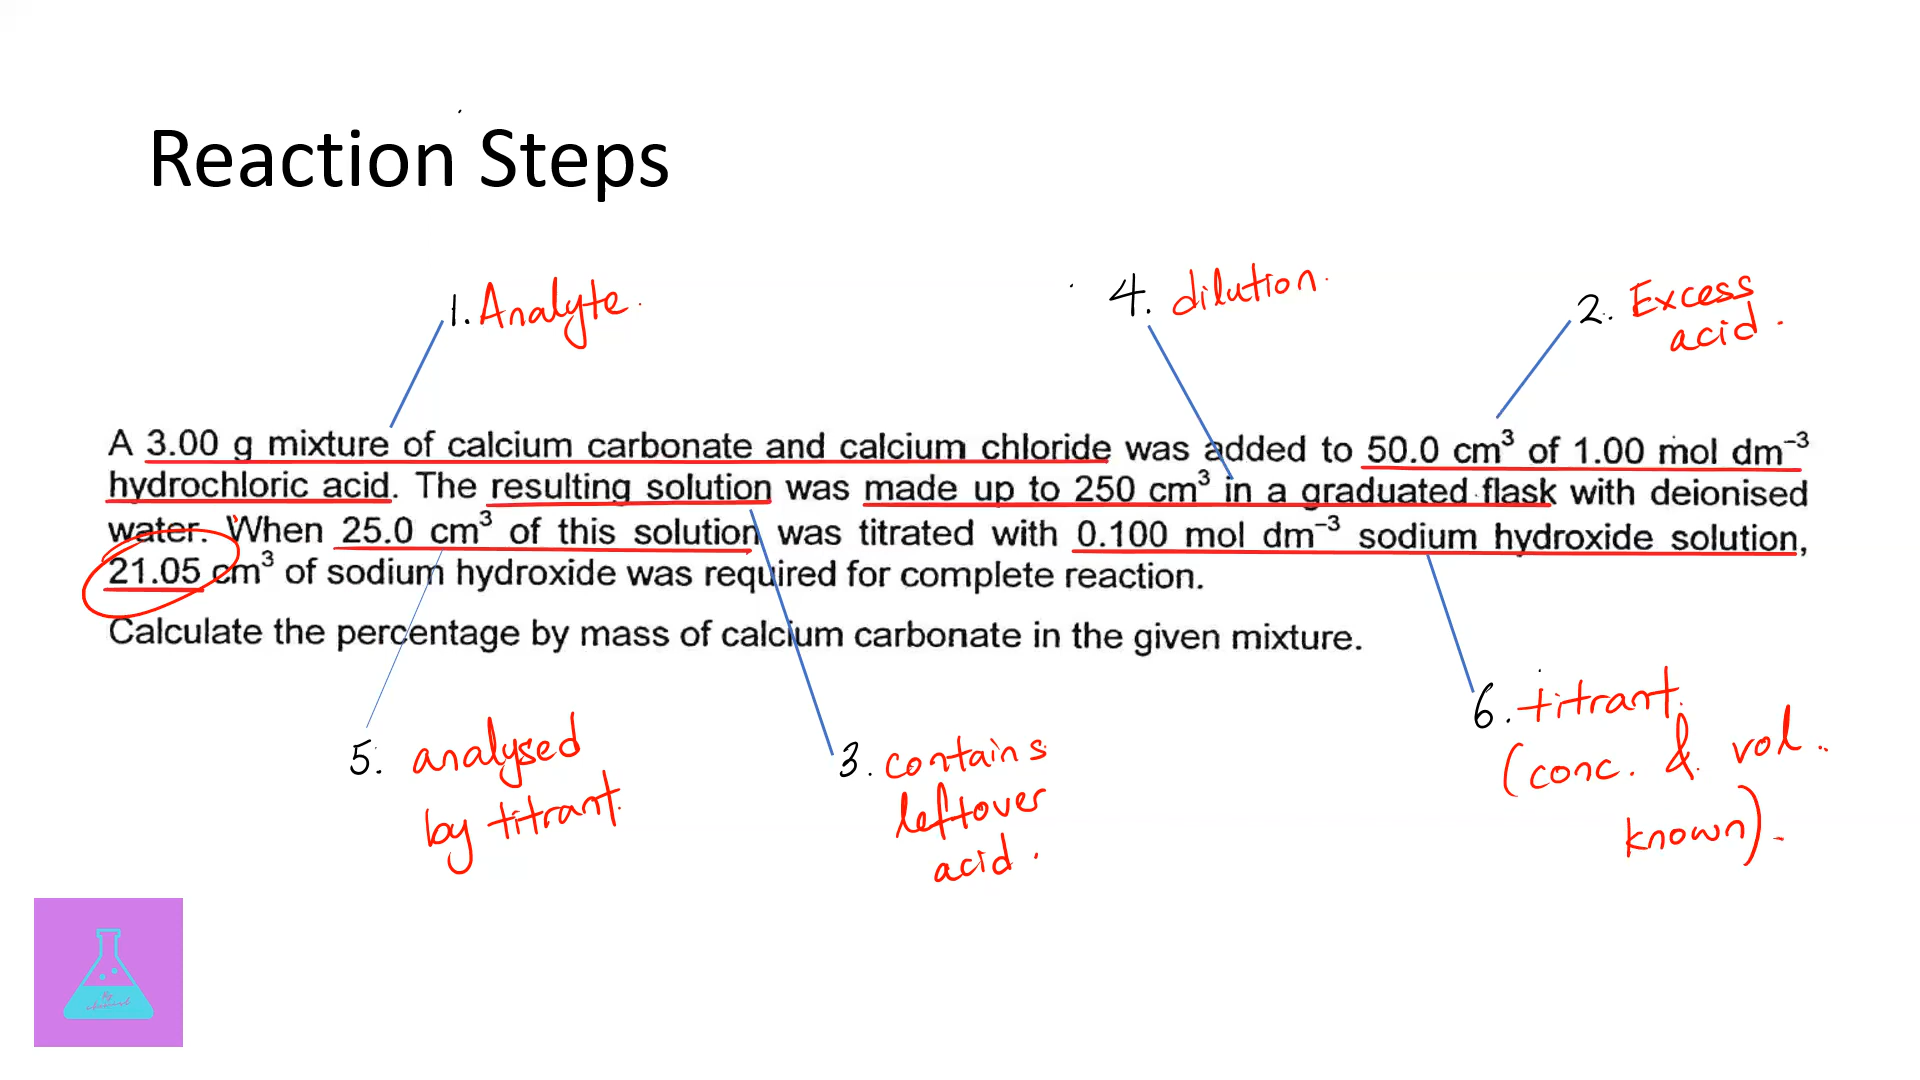 Reaction Steps
1. Analyte.
4. dilution.
2. Excess
acid.
A 3.00 g mixture of calcium carbonate and calcium chloride was added to 50.0 cm³ of 1.00 mol dm⁻³
hydrochloric acid. The resulting solution was made up to 250 cm³ in a graduated flask with deionised
water. When 25.0 cm³ of this solution was titrated with 0.100 mol dm⁻³ sodium hydroxide solution,
21.05 cm³ of sodium hydroxide was required for complete reaction.
Calculate the percentage by mass of calcium carbonate in the given mixture.
5. analysed
by titrant.
3. contains
leftover
acid.
6. titrant.
(conc. & vol.
known).